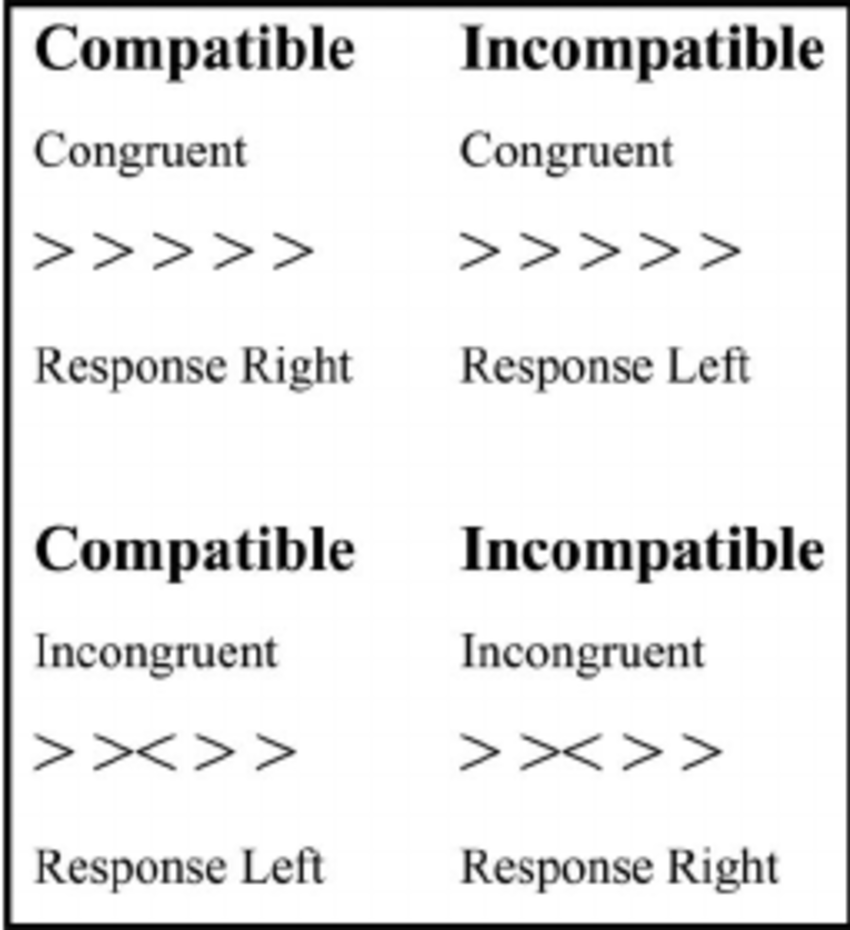 Compatible
Congruent
> > > > >
Response Right
Incompatible
Congruent
> > > > >
Response Left
Compatible
Incongruent
> >< > >
Response Left
Incompatible
Incongruent
> >< > >
Response Right